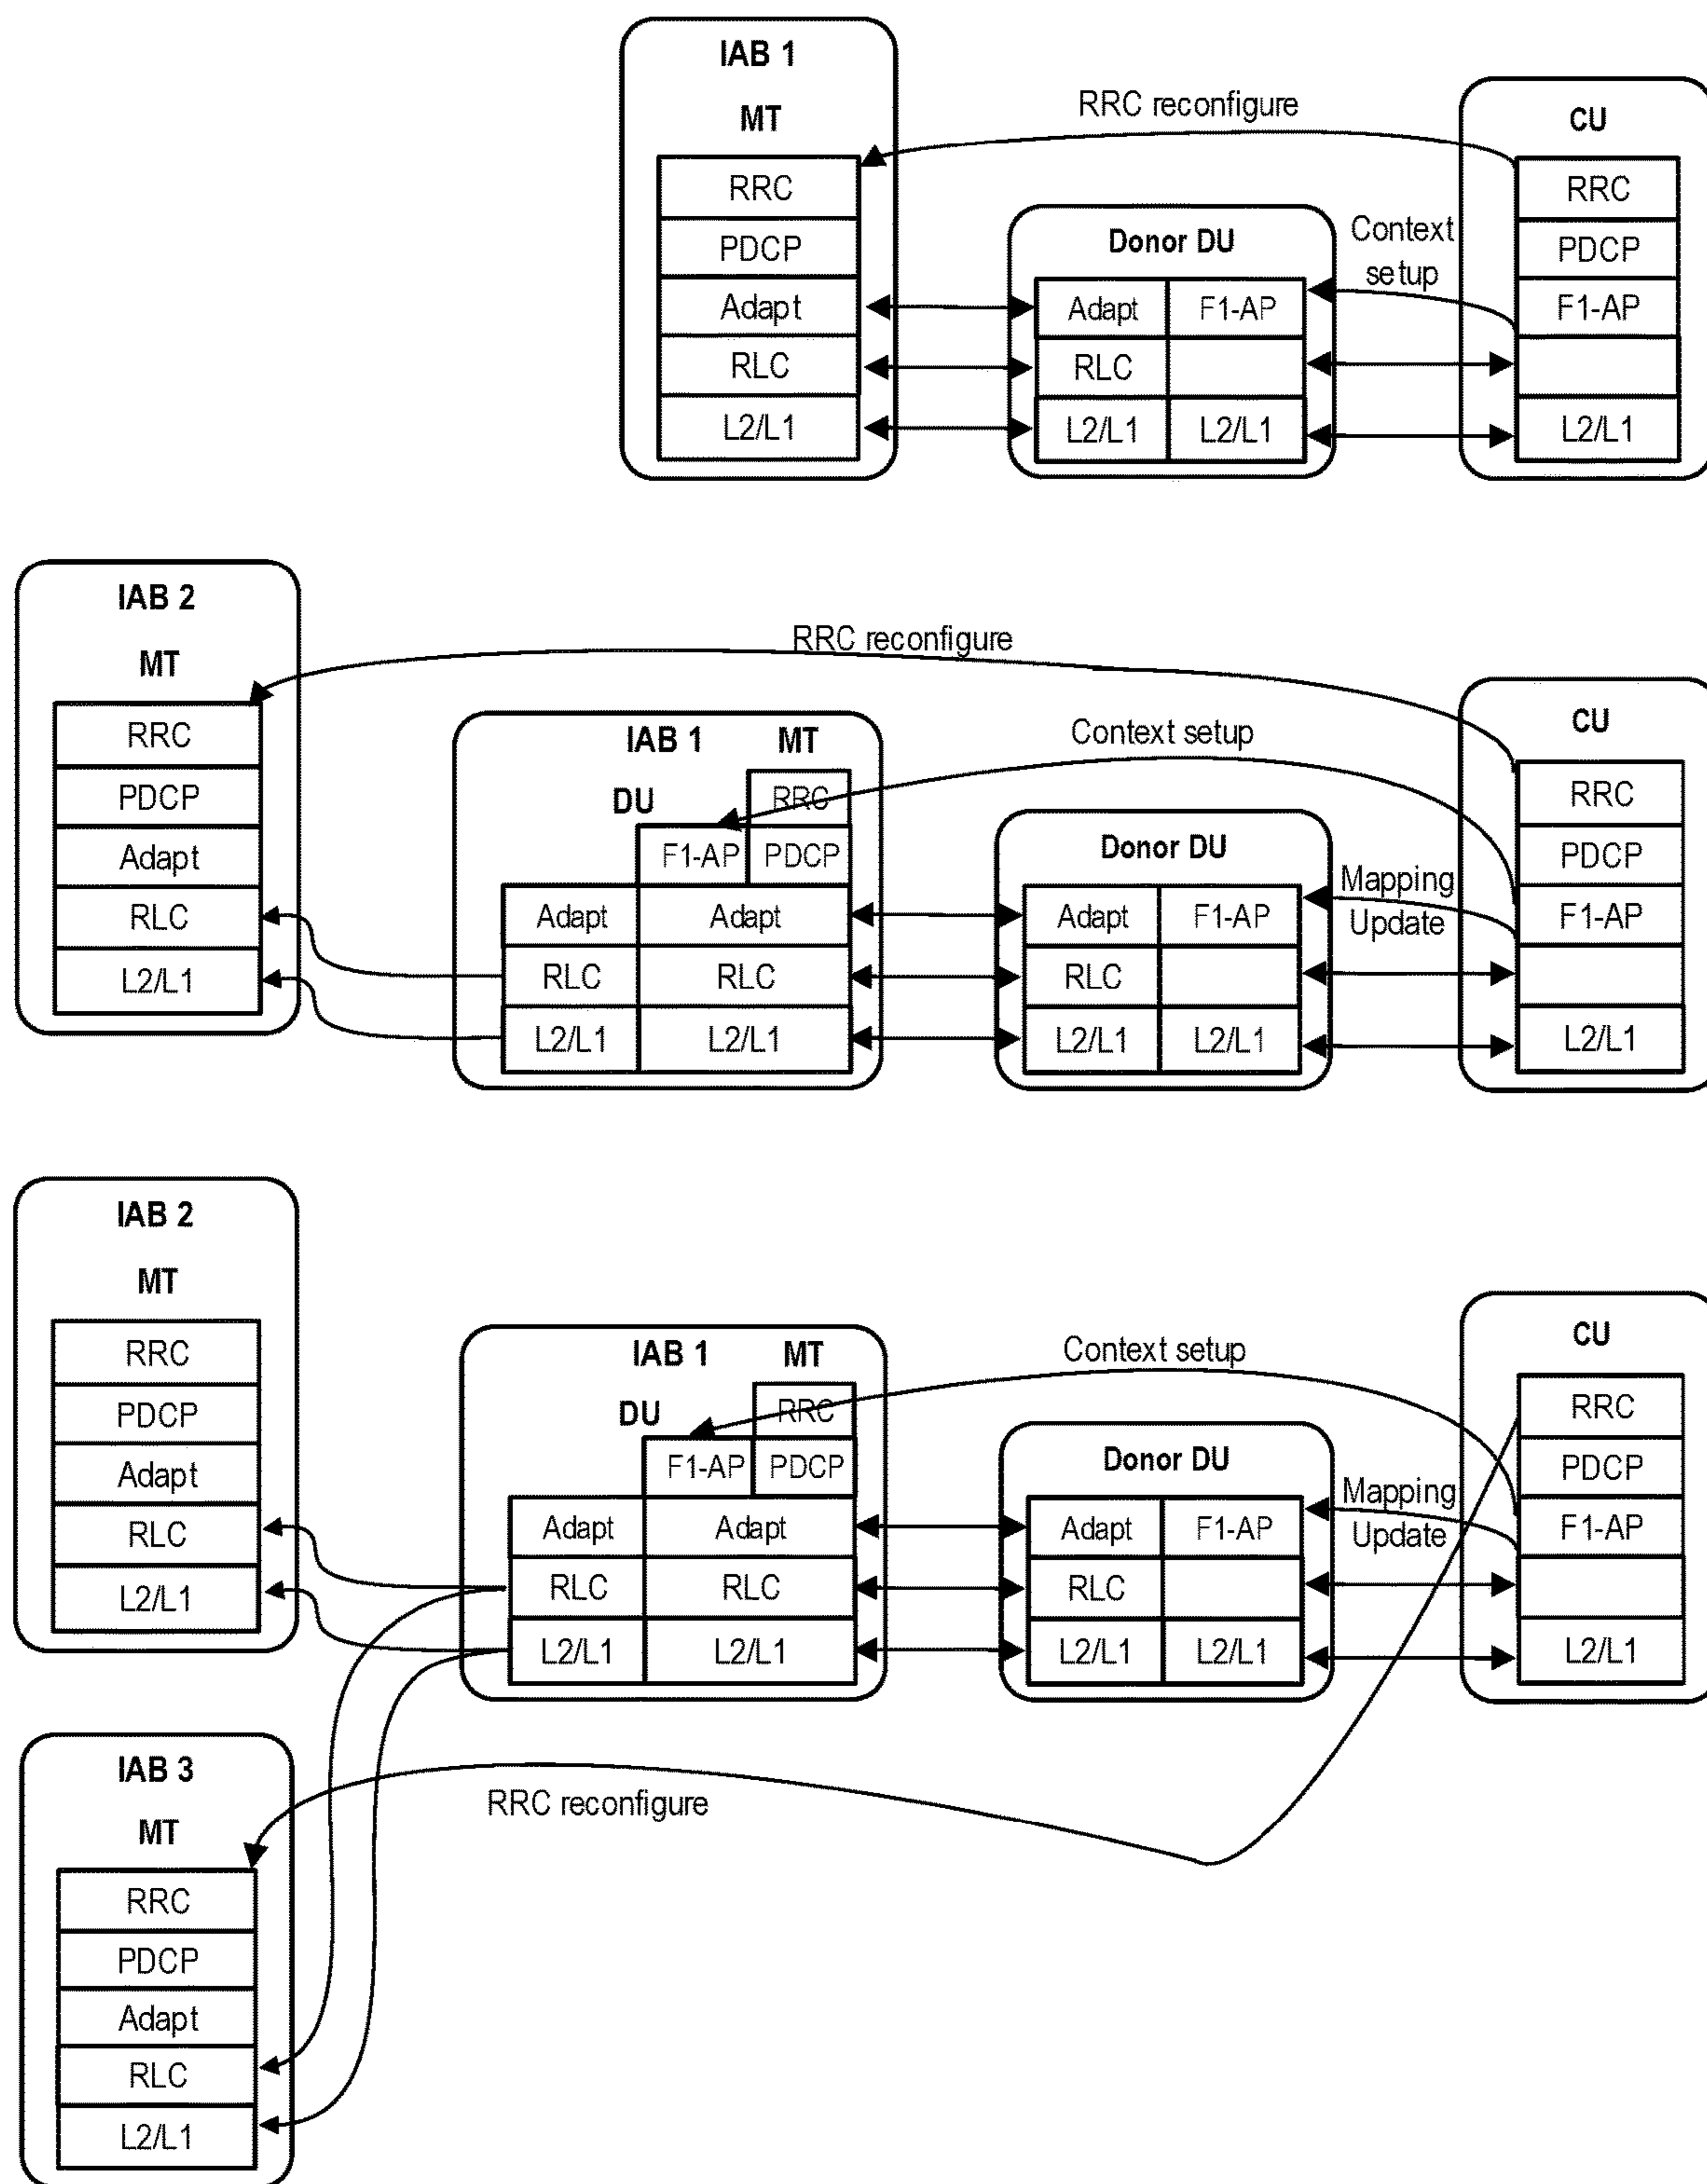 IAB 1
MT
RRC
PDCP
Adapt
RLC
L2/L1
RRC reconfigure
Donor DU
Adapt F1-AP
RLC
L2/L1 L2/L1
Context
setup
CU
RRC
PDCP
F1-AP
L2/L1
IAB 2
MT
RRC
PDCP
Adapt
RLC
L2/L1
RRC reconfigure
IAB 1 MT
DU RRC
F1-AP PDCP
Adapt Adapt
RLC RLC
L2/L1 L2/L1
Context setup
Donor DU
Adapt F1-AP
RLC
L2/L1 L2/L1
Mapping
Update
CU
RRC
PDCP
F1-AP
L2/L1
IAB 2
MT
RRC
PDCP
Adapt
RLC
L2/L1
IAB 1 MT
DU RRC
F1-AP PDCP
Adapt Adapt
RLC RLC
L2/L1 L2/L1
Context setup
Donor DU
Adapt F1-AP
RLC
L2/L1 L2/L1
Mapping
Update
CU
RRC
PDCP
F1-AP
L2/L1
IAB 3
MT
RRC
PDCP
Adapt
RLC
L2/L1
RRC reconfigure